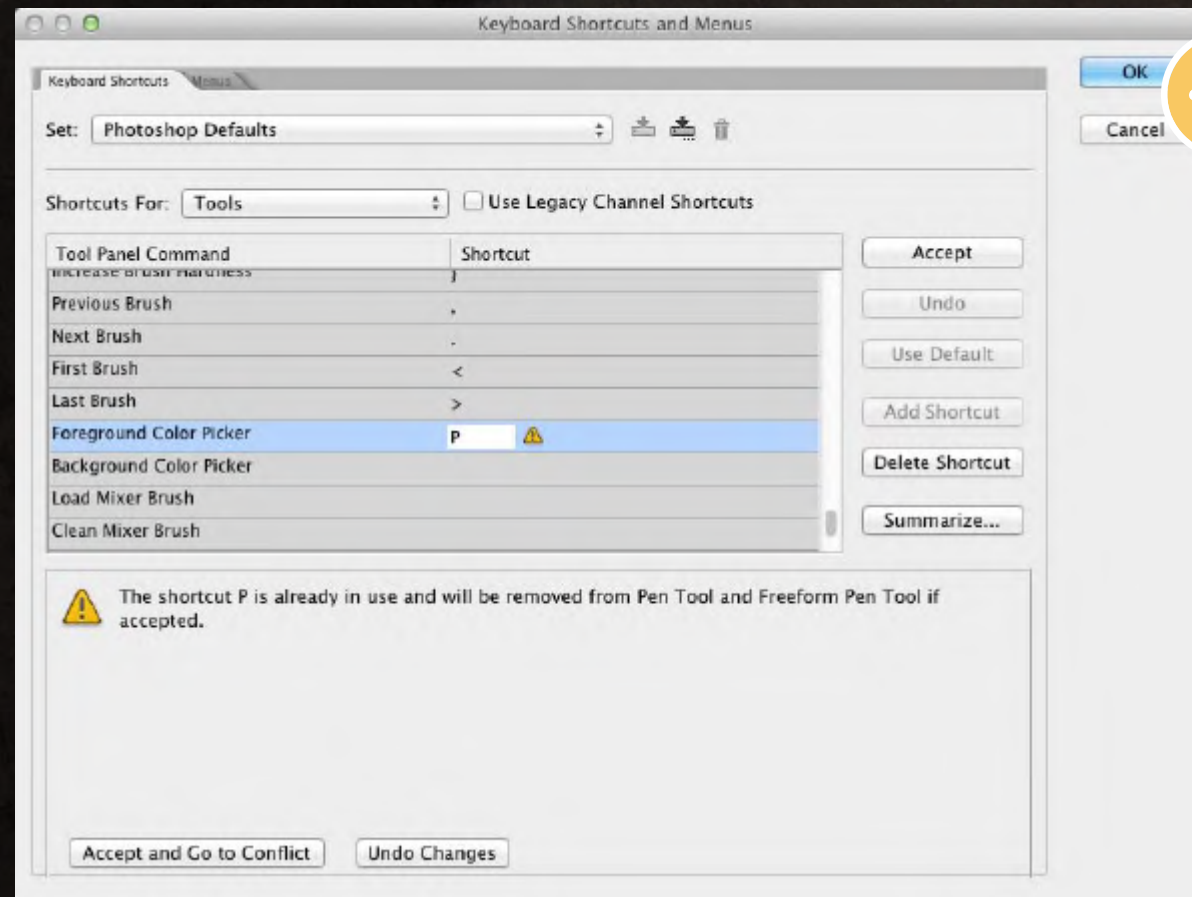 Keyboard Shortcuts and Menus
OK
Keyboard Shortcuts Menus
Set: Photoshop Defaults
Cancel
Shortcuts For: Tools Use Legacy Channel Shortcuts
Tool Panel Command Shortcut
Accept
Increase Brush Hardness }
Previous Brush ,
Undo
Next Brush .
Use Default
First Brush <
Last Brush >
Add Shortcut
Foreground Color Picker P
Background Color Picker
Delete Shortcut
Load Mixer Brush
Summarize...
Clean Mixer Brush
The shortcut P is already in use and will be removed from Pen Tool and Freeform Pen Tool if
accepted.
Accept and Go to Conflict Undo Changes